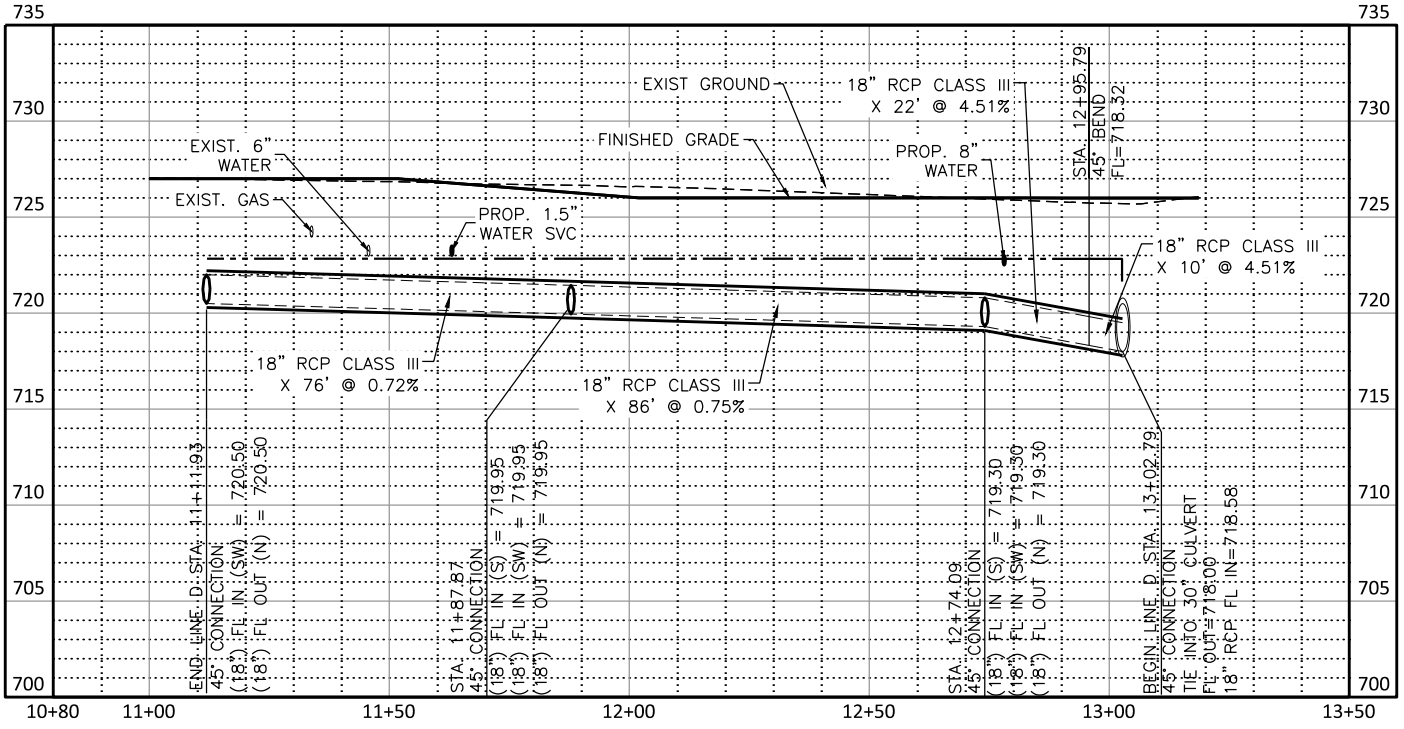 735
735
730
730
725
725
720
720
715
715
710
710
705
705
700
700
10+80
11+00
11+50
12+00
12+50
13+00
13+50
EXIST. 6"
WATER
EXIST. GAS
PROP. 1.5"
WATER SVC
EXIST GROUND
FINISHED GRADE
18" RCP CLASS III
X 22' @ 4.51%
PROP. 8"
WATER
STA. 12+95.79
45° BEND
FL=718.32
18" RCP CLASS III
X 10' @ 4.51%
18" RCP CLASS III
X 76' @ 0.72%
18" RCP CLASS III
X 86' @ 0.75%
END LINE D STA. 11+11.93
45° CONNECTION
(18") FL IN (SW) = 720.50
(18") FL OUT (N) = 720.50
STA. 11+87.87
45° CONNECTION
(18") FL IN (S) = 719.95
(18") FL IN (SW) = 719.95
(18") FL OUT (N) = 719.95
STA. 12+74.09
45° CONNECTION
(18") FL IN (S) = 719.30
(18") FL IN (SW) = 719.30
(18") FL OUT (N) = 719.30
BEGIN LINE D STA. 13+02.79
45° CONNECTION
TIE INTO 30" CULVERT
FL OUT=718.00
18" RCP FL IN=718.58